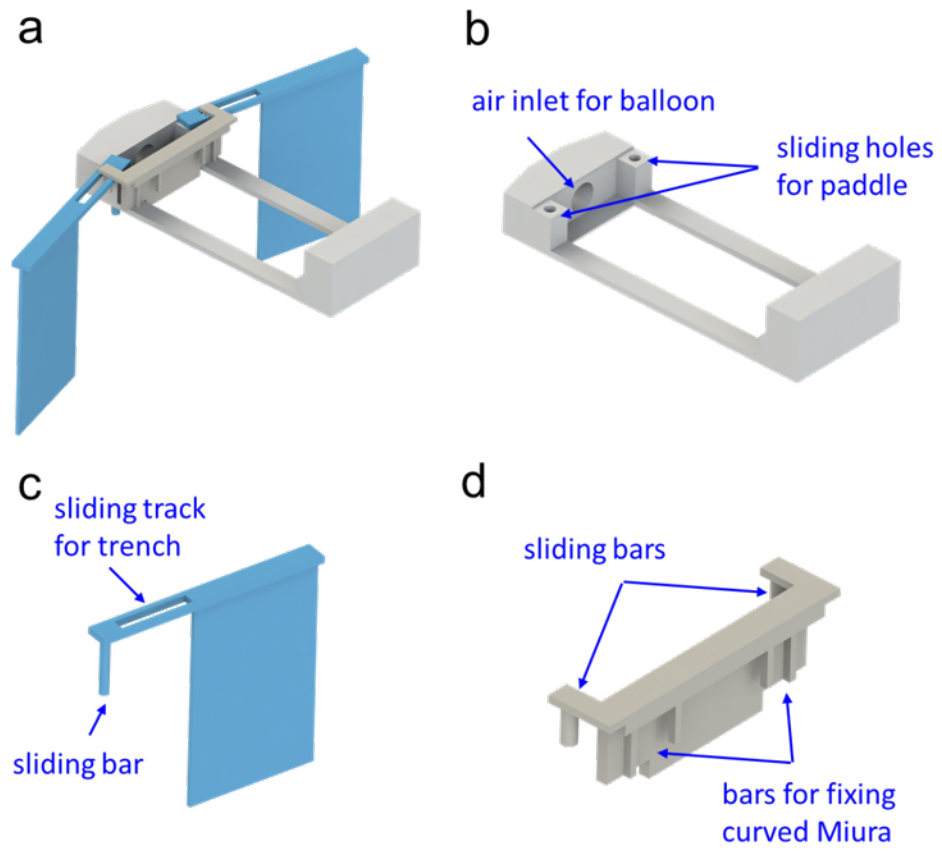 a
b
air inlet for balloon
sliding holes
for paddle
c
sliding track
for trench
sliding bar
d
sliding bars
bars for fixing
curved Miura